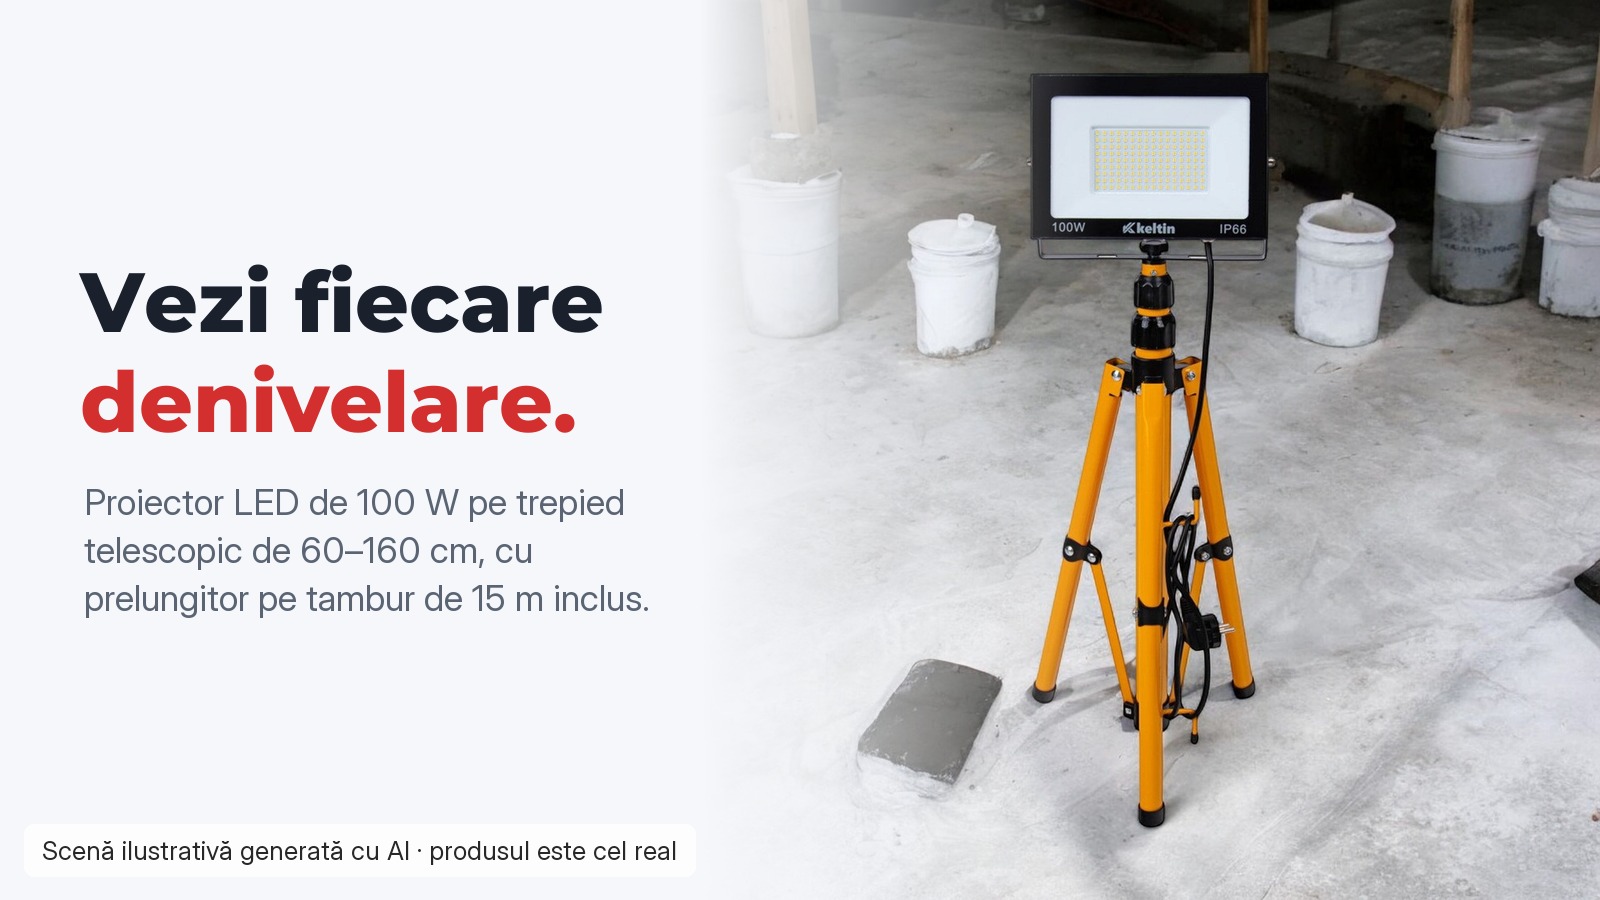 Vezi fiecare
denivelare.
Proiector LED de 100 W pe trepied
telescopic de 60–160 cm, cu
prelungitor pe tambur de 15 m inclus.
Scenă ilustrativă generată cu AI · produsul este cel real
100W keltin IP66